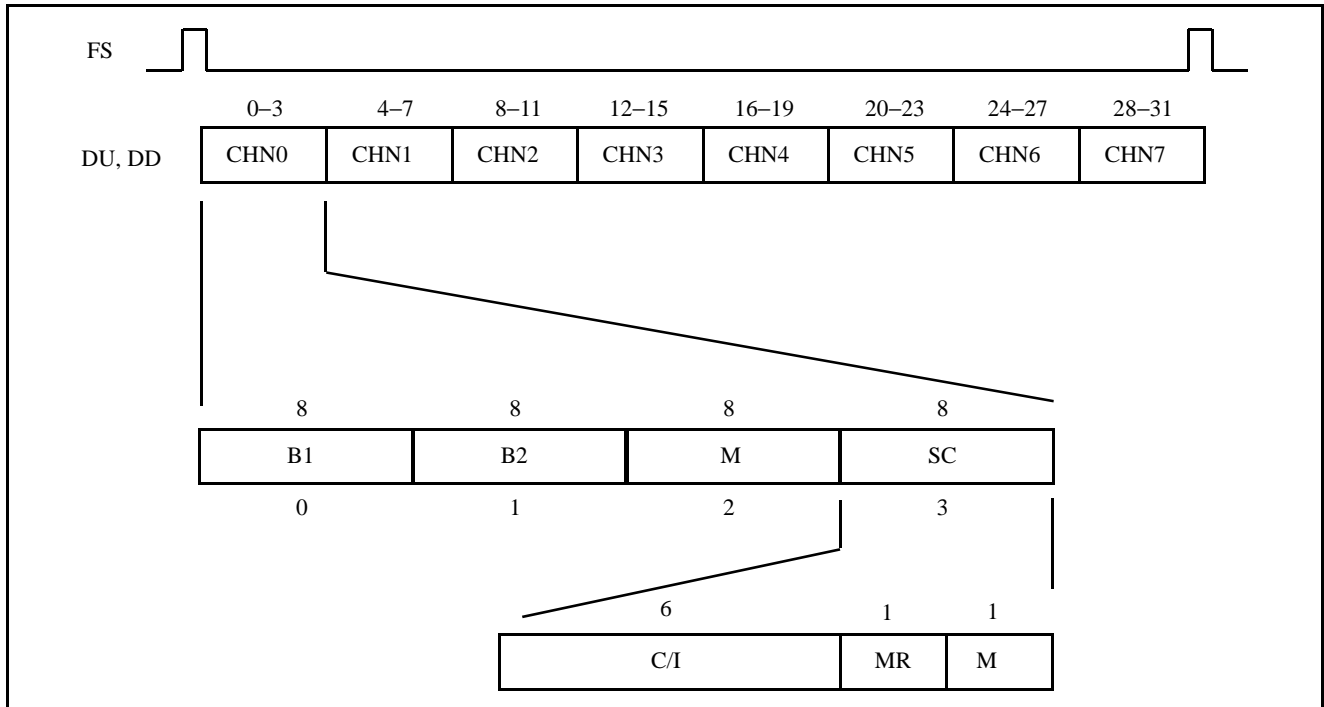 FS
0–3 4–7 8–11 12–15 16–19 20–23 24–27 28–31
DU, DD CHN0 CHN1 CHN2 CHN3 CHN4 CHN5 CHN6 CHN7
8 8 8 8
B1 B2 M SC
0 1 2 3
6 1 1
C/I MR M